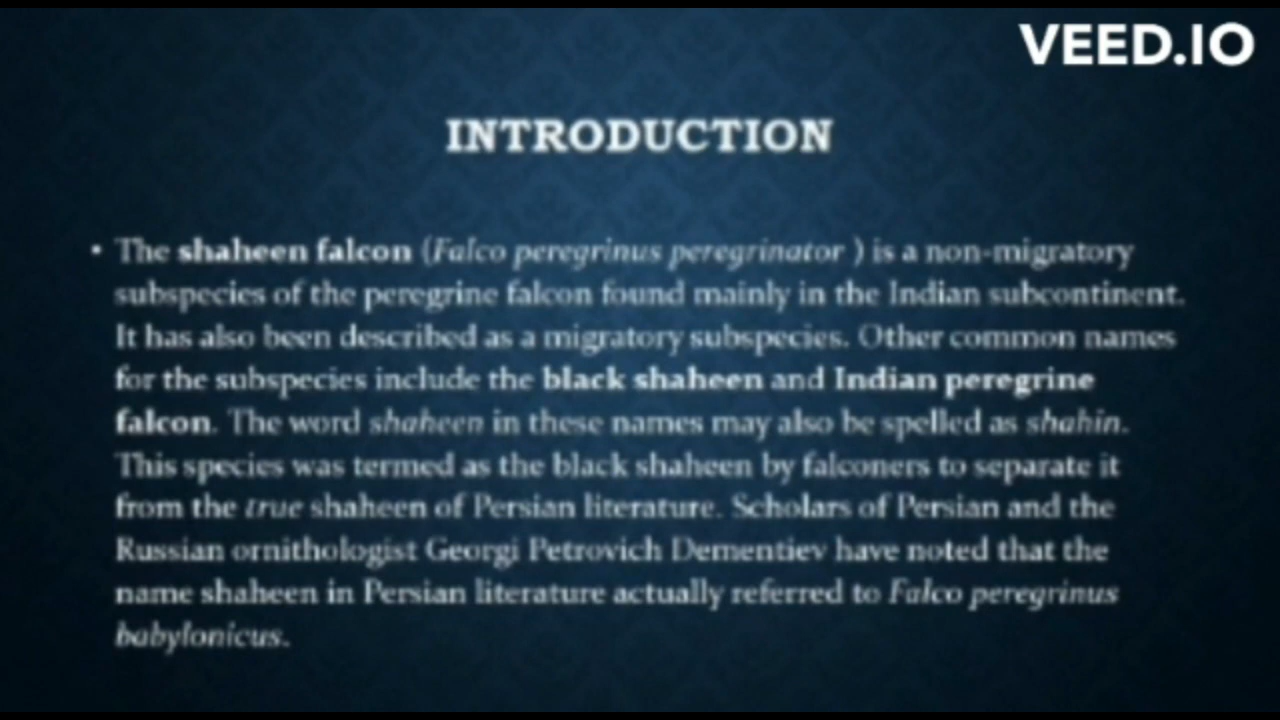 VEED.IO
INTRODUCTION
• The shaheen falcon (Falco peregrinus peregrinator ) is a non-migratory
subspecies of the peregrine falcon found mainly in the Indian subcontinent.
It has also been described as a migratory subspecies. Other common names
for the subspecies include the black shaheen and Indian peregrine
falcon. The word shaheen in these names may also be spelled as shahin.
This species was termed as the black shaheen by falconers to separate it
from the true shaheen of Persian literature. Scholars of Persian and the
Russian ornithologist Georgi Petrovich Dementiev have noted that the
name shaheen in Persian literature actually referred to Falco peregrinus
babylonicus.